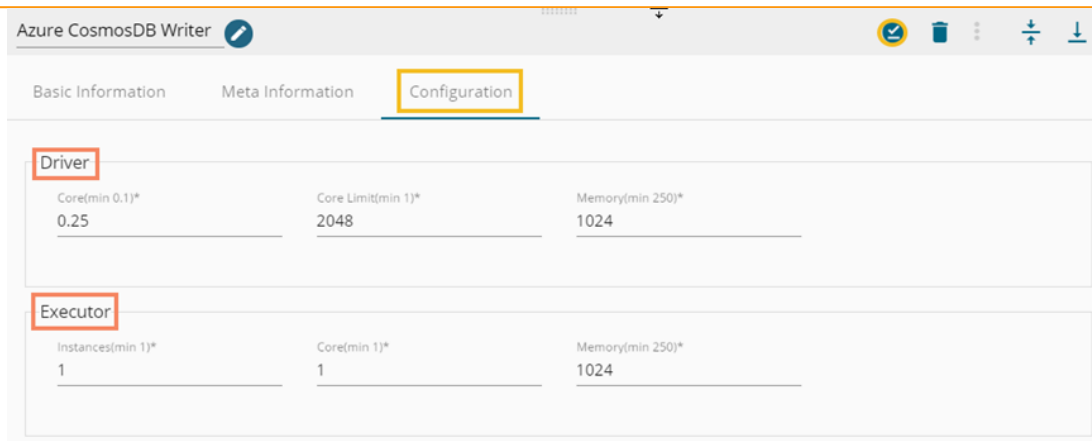 Azure CosmosDB Writer
Basic Information Meta Information Configuration
Driver
Core(min 0.1)* Core Limit(min 1)* Memory(min 250)*
0.25 2048 1024
Executor
Instances(min 1)* Core(min 1)* Memory(min 250)*
1 1 1024